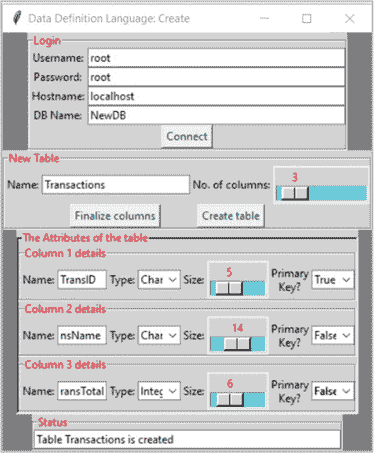 Data Definition Language: Create
Login
Username: root
Password: root
Hostname: localhost
DB Name: NewDB
Connect
New Table
Name: Transactions No. of columns: 3
Finalize columns Create table
The Attributes of the table
Column 1 details
Name: TransID Type: Char Size: 5 Primary Key? True
Column 2 details
Name: nsName Type: Char Size: 14 Primary Key? False
Column 3 details
Name: ransTotal Type: Integ Size: 6 Primary Key? False
Status
Table Transactions is created